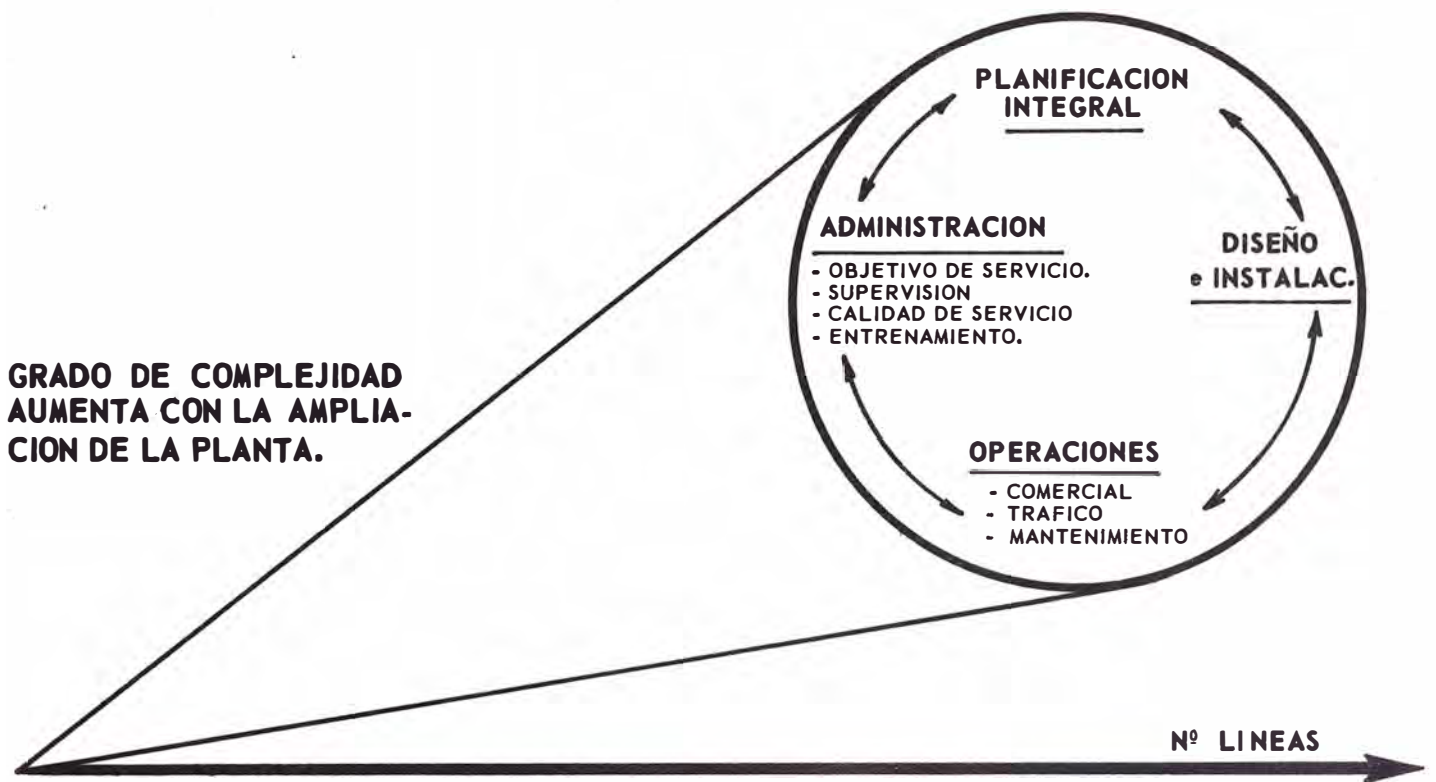 PLANIFICACION
INTEGRAL
ADMINISTRACION
- OBJETIVO DE SERVICIO.
- SUPERVISION
- CALIDAD DE SERVICIO
- ENTRENAMIENTO.
DISEÑO
e INSTALAC.
GRADO DE COMPLEJIDAD
AUMENTA CON LA AMPLIA-
CION DE LA PLANTA.
OPERACIONES
- COMERCIAL
- TRAFICO
- MANTENIMIENTO
Nº LINEAS